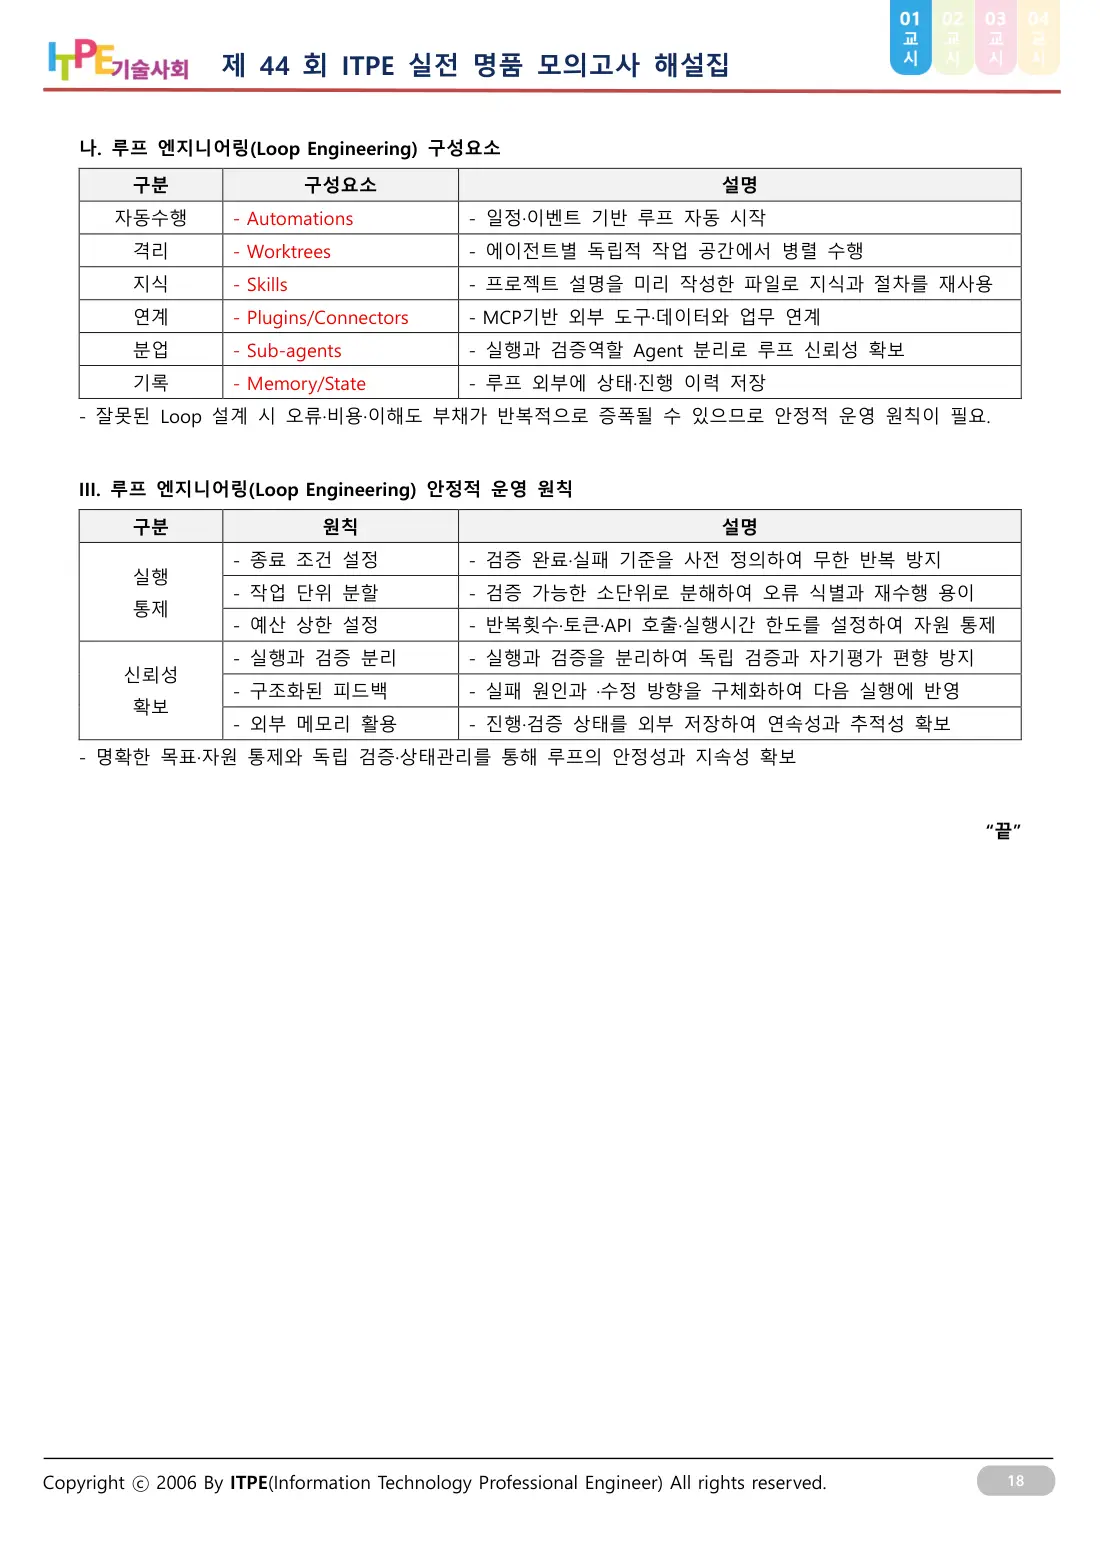 ITPE기술사회 제 44 회 ITPE 실전 명품 모의고사 해설집
01 교시 02 교시 03 교시 04 교시
나. 루프 엔지니어링(Loop Engineering) 구성요소
구분 구성요소 설명
자동수행 - Automations - 일정·이벤트 기반 루프 자동 시작
격리 - Worktrees - 에이전트별 독립적 작업 공간에서 병렬 수행
지식 - Skills - 프로젝트 설명을 미리 작성한 파일로 지식과 절차를 재사용
연계 - Plugins/Connectors - MCP기반 외부 도구·데이터와 업무 연계
분업 - Sub-agents - 실행과 검증역할 Agent 분리로 루프 신뢰성 확보
기록 - Memory/State - 루프 외부에 상태·진행 이력 저장
- 잘못된 Loop 설계 시 오류·비용·이해도 부채가 반복적으로 증폭될 수 있으므로 안정적 운영 원칙이 필요.
III. 루프 엔지니어링(Loop Engineering) 안정적 운영 원칙
구분 원칙 설명
실행 통제 - 종료 조건 설정 - 검증 완료·실패 기준을 사전 정의하여 무한 반복 방지
- 작업 단위 분할 - 검증 가능한 소단위로 분해하여 오류 식별과 재수행 용이
- 예산 상한 설정 - 반복횟수·토큰·API 호출·실행시간 한도를 설정하여 자원 통제
신뢰성 확보 - 실행과 검증 분리 - 실행과 검증을 분리하여 독립 검증과 자기평가 편향 방지
- 구조화된 피드백 - 실패 원인과 ·수정 방향을 구체화하여 다음 실행에 반영
- 외부 메모리 활용 - 진행·검증 상태를 외부 저장하여 연속성과 추적성 확보
- 명확한 목표·자원 통제와 독립 검증·상태관리를 통해 루프의 안정성과 지속성 확보
“끝”
Copyright ⓒ 2006 By ITPE(Information Technology Professional Engineer) All rights reserved.
18